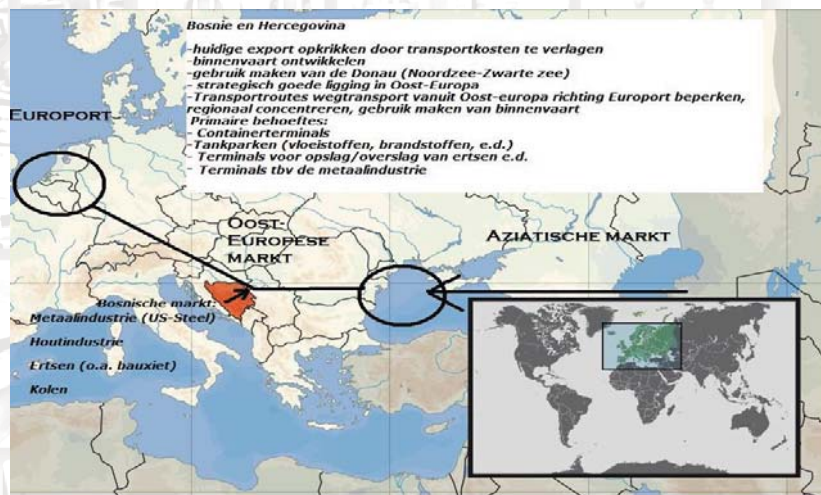 Bosnie en Hercegovina
-huidige export opkrikken door transportkosten te verlagen
-binnenvaart ontwikkelen
-gebruik maken van de Donau (Noordzee-Zwarte zee)
- strategisch goede ligging in Oost-Europa
-Transportroutes wegtransport vanuit Oost-europa richting Europort beperken,
regionaal concentreren, gebruik maken van binnenvaart
Primaire behoeftes:
- Containerterminals
-Tankparken (vloeistoffen, brandstoffen, e.d.)
- Terminals voor opslag/overslag van ertsen e.d.
- Terminals tbv de metaalindustrie
EUROPORT
OOST-
EUROPESE
MARKT
AZIATISCHE MARKT
Bosnische markt:
Metaalindustrie (US-Steel)
Houtindustrie
Ertsen (o.a. bauxiet)
Kolen